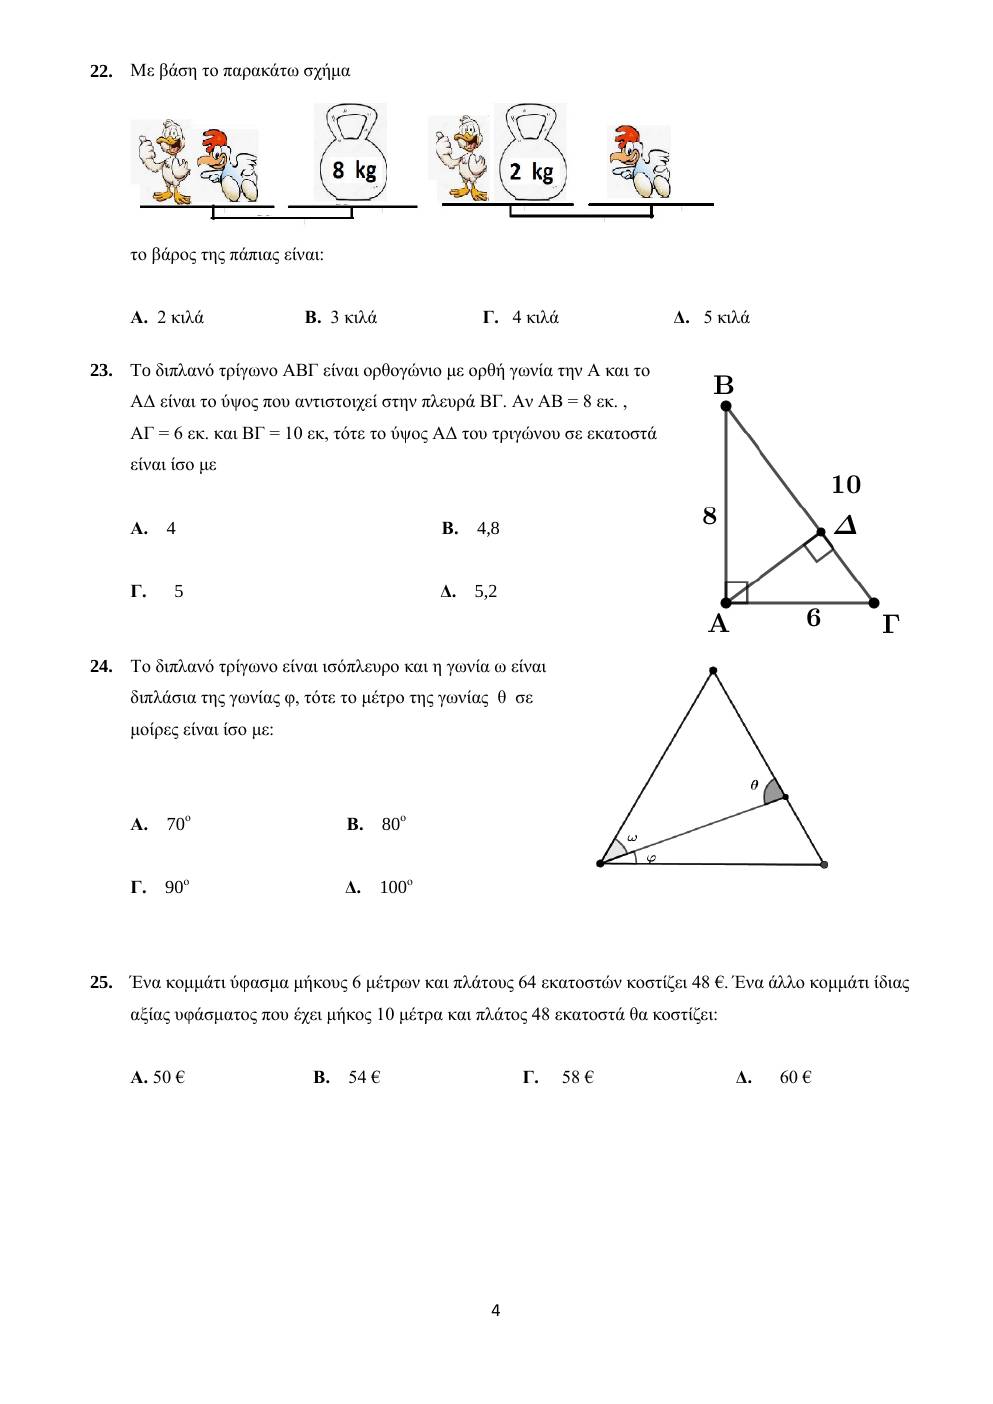 22. Με βάση το παρακάτω σχήμα
8 kg
2 kg
το βάρος της πάπιας είναι:
Α. 2 κιλά Β. 3 κιλά Γ. 4 κιλά Δ. 5 κιλά
23. Το διπλανό τρίγωνο ΑΒΓ είναι ορθογώνιο με ορθή γωνία την Α και το
ΑΔ είναι το ύψος που αντιστοιχεί στην πλευρά ΒΓ. Αν ΑΒ = 8 εκ. ,
ΑΓ = 6 εκ. και ΒΓ = 10 εκ, τότε το ύψος ΑΔ του τριγώνου σε εκατοστά
είναι ίσο με
Α. 4 Β. 4,8
Γ. 5 Δ. 5,2
Β
10
8
Δ
Α
6
Γ
24. Το διπλανό τρίγωνο είναι ισόπλευρο και η γωνία ω είναι
διπλάσια της γωνίας φ, τότε το μέτρο της γωνίας θ σε
μοίρες είναι ίσο με:
Α. 70º Β. 80º
Γ. 90º Δ. 100º
θ
ω
φ
25. Ένα κομμάτι ύφασμα μήκους 6 μέτρων και πλάτους 64 εκατοστών κοστίζει 48 €. Ένα άλλο κομμάτι ίδιας
αξίας υφάσματος που έχει μήκος 10 μέτρα και πλάτος 48 εκατοστά θα κοστίζει:
Α. 50 € Β. 54 € Γ. 58 € Δ. 60 €
4